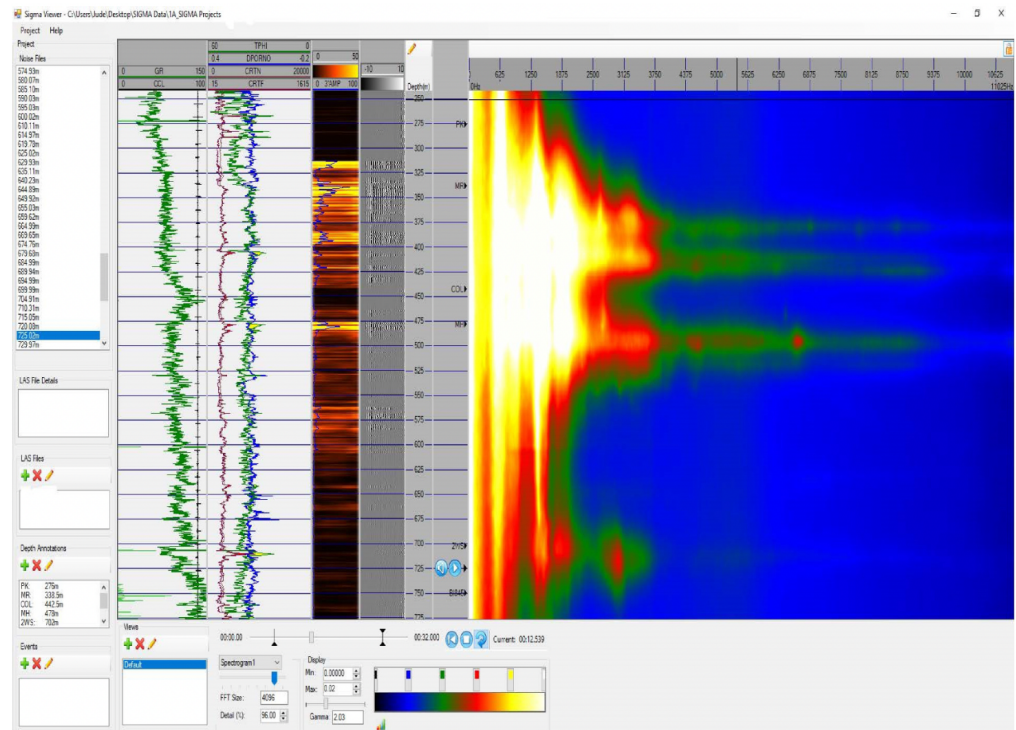 Sigma Viewer - C:\Users\Jude\Desktop\SIGMA Data\1A_SIGMA Projects
Project Help
Project
Noise Files
574.93m
580.07m
585.10m
590.03m
595.03m
600.02m
610.11m
614.97m
619.78m
625.02m
629.93m
635.11m
640.23m
644.89m
649.92m
655.03m
659.62m
664.99m
669.65m
674.76m
679.68m
684.99m
689.94m
694.99m
699.99m
704.91m
710.31m
715.05m
720.08m
725.02m
729.97m
LAS File Details
LAS Files
Depth Annotations
PK: 275m
MR: 338.5m
COL: 442.5m
MH: 478m
2WS: 702m
Events
0 GR 150
0 CCL 100
60 TPHI 0
0.4 DPORNO -0.2
0 CRTN 20000
15 CRTF 1615
0 50
0 3'AMP 100
-10 10
Depth(m)
250
275
300
325
350
375
400
425
450
475
500
525
550
575
600
625
650
675
700
725
750
775
PK
MR
COL
MH
2WS
625 1250 1875 2500 3125 3750 4375 5000 5625 6250 6875 7500 8125 8750 9375 10000 10625
0Hz 11025Hz
Views
Default
00:00.00 00:32.000 Current: 00:12.539
Spectrogram1
FFT Size: 4096
Detail (%): 96.00
Display
Min: 0.00000
Max: 0.02
Gamma: 2.03